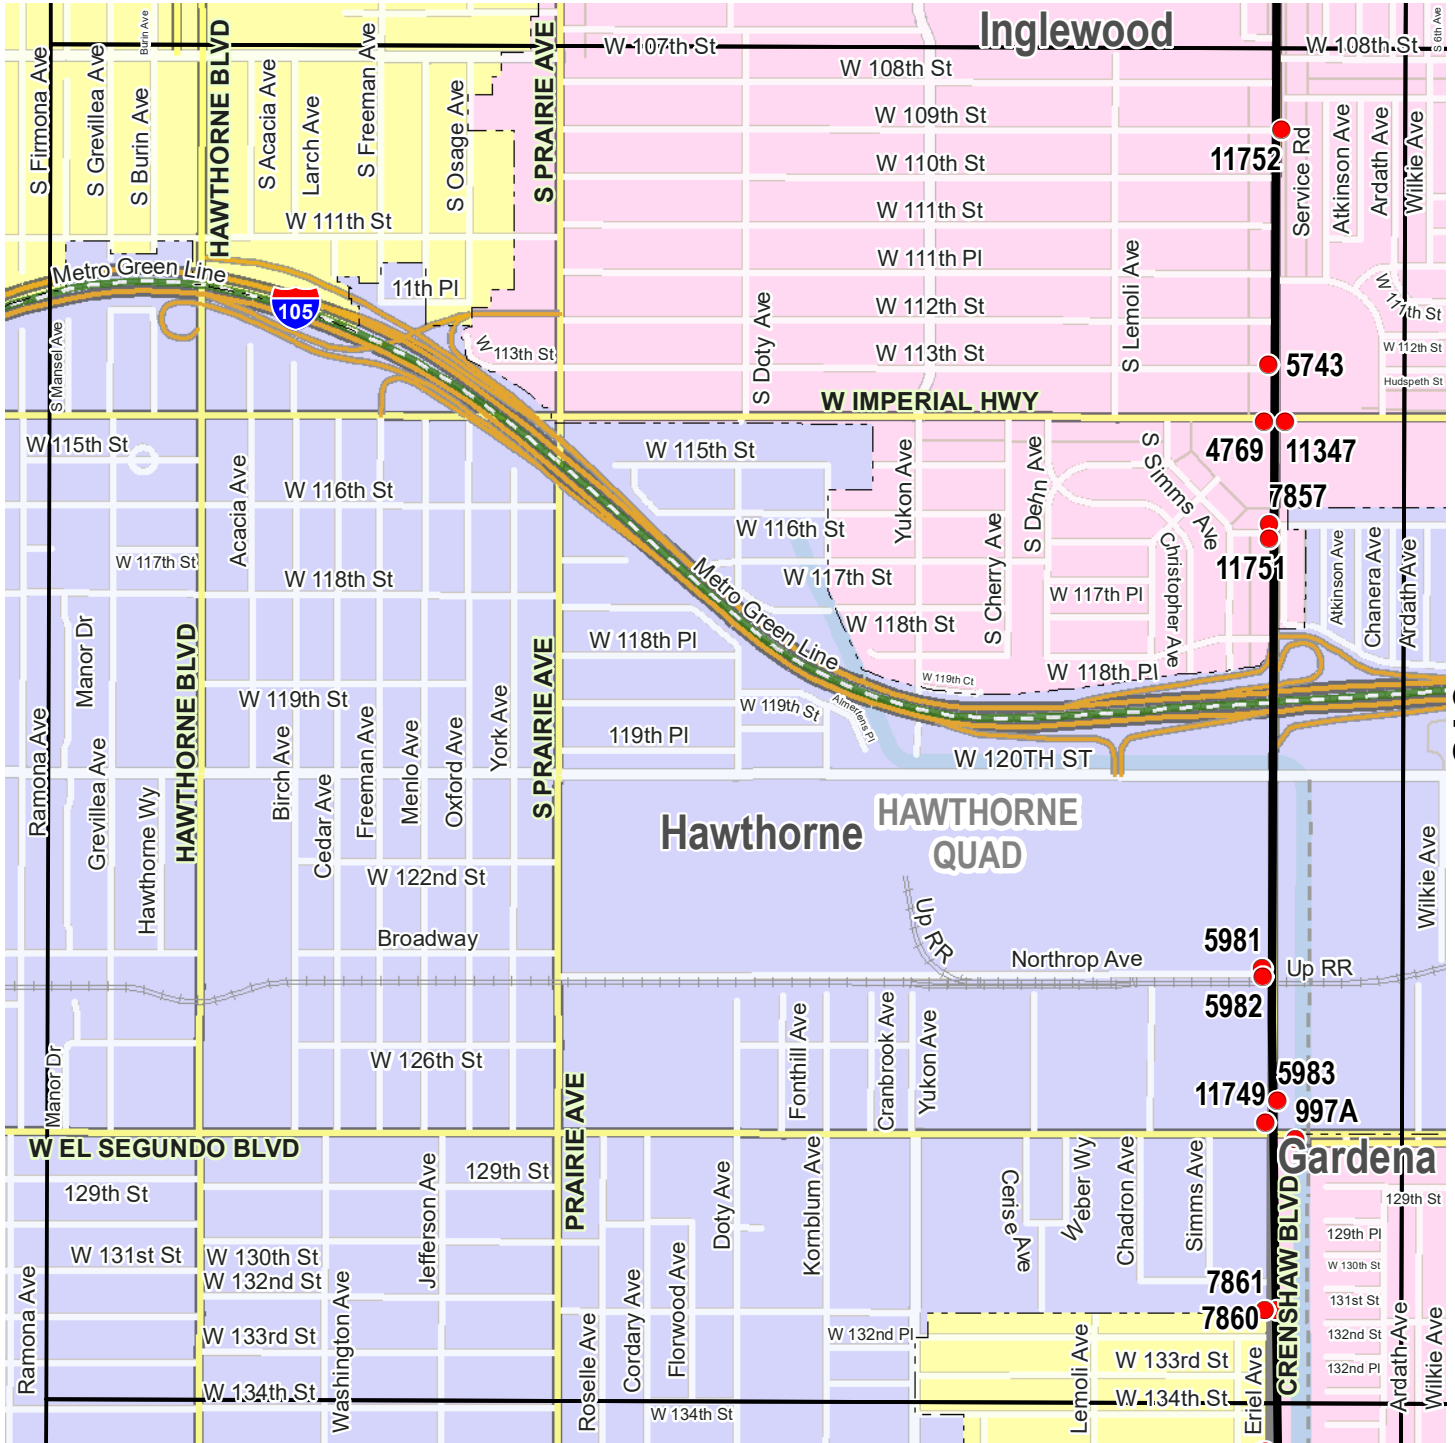 Inglewood
W 107th St
W 108th St
W 108th St
W 109th St
W 110th St
W 111th St
W 111th Pl
W 112th St
W 113th St
W IMPERIAL HWY
S Firmona Ave
S Grevillea Ave
S Burin Ave
Burin Ave
HAWTHORNE BLVD
S Acacia Ave
Larch Ave
S Freeman Ave
S Osage Ave
S PRAIRIE AVE
S 6th Ave
11752
Service Rd
Atkinson Ave
Ardath Ave
Wilkie Ave
W 111th St
Metro Green Line
11th Pl
105
W 113th St
S Mansel Ave
S Doty Ave
S Lemoli Ave
W 111th St
W 112th St
Hudspeth St
5743
4769
11347
7857
11751
W 115th St
W 116th St
Acacia Ave
W 117th St
W 118th St
W 115th St
W 116th St
W 117th St
W 118th St
Yukon Ave
S Dehn Ave
S Cherry Ave
S Simms Ave
Christopher Ave
W 117th Pl
W 118th Pl
W 119th Ct
Atkinson Ave
Chanera Ave
Ardath Ave
Metro Green Line
Manor Dr
HAWTHORNE BLVD
W 118th Pl
W 119th St
W 119th St
Almertens Pl
119th Pl
W 120TH ST
S PRAIRIE AVE
Ramona Ave
Grevillea Ave
Hawthorne Wy
Birch Ave
Cedar Ave
Freeman Ave
Menlo Ave
Oxford Ave
York Ave
Hawthorne
HAWTHORNE
QUAD
W 122nd St
Broadway
Up RR
Northrop Ave
Up RR
Wilkie Ave
5981
5982
Manor Dr
W 126th St
Fonthill Ave
Cranbrook Ave
Yukon Ave
5983
11749
997A
W EL SEGUNDO BLVD
PRAIRIE AVE
Gardena
129th St
129th St
Jefferson Ave
Doty Ave
Kornblum Ave
Cerise Ave
Weber Wy
Chadron Ave
Simms Ave
CRENSHAW BLVD
129th St
129th Pl
W 130th St
131st St
132nd St
132nd Pl
W 131st St
W 130th St
W 132nd St
W 133rd St
W 134th St
Ramona Ave
Washington Ave
Roselle Ave
Cordary Ave
Florwood Ave
W 134th St
W 132nd Pl
7861
7860
W 133rd St
W 134th St
Lemoli Ave
Eriel Ave
Ardath Ave
Wilkie Ave